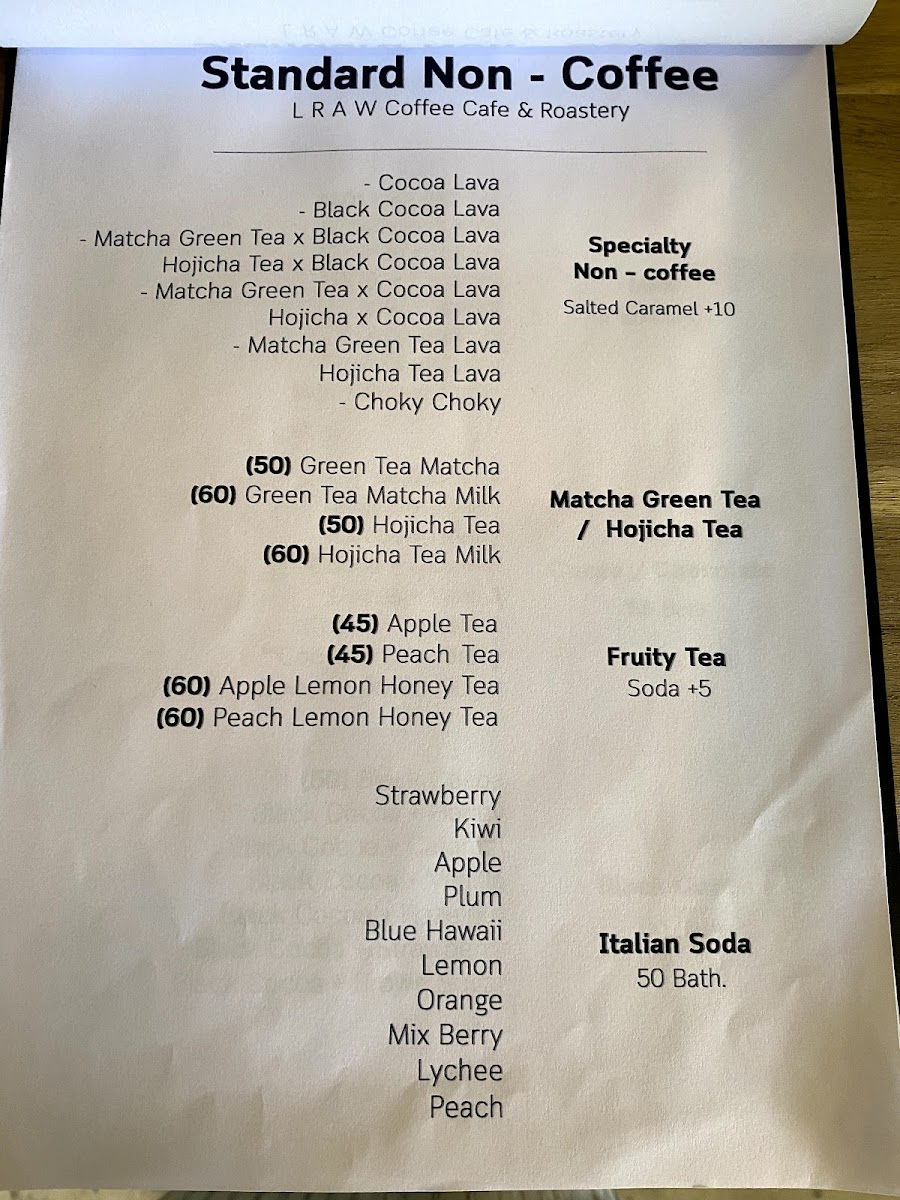 Standard Non - Coffee
L R A W Coffee Cafe & Roastery
- Cocoa Lava
- Black Cocoa Lava
- Matcha Green Tea x Black Cocoa Lava
Hojicha Tea x Black Cocoa Lava
- Matcha Green Tea x Cocoa Lava
Hojicha x Cocoa Lava
- Matcha Green Tea Lava
Hojicha Tea Lava
- Choky Choky
Specialty
Non - coffee
Salted Caramel +10
(50) Green Tea Matcha
(60) Green Tea Matcha Milk
(50) Hojicha Tea
(60) Hojicha Tea Milk
Matcha Green Tea
/ Hojicha Tea
(45) Apple Tea
(45) Peach Tea
(60) Apple Lemon Honey Tea
(60) Peach Lemon Honey Tea
Fruity Tea
Soda +5
Strawberry
Kiwi
Apple
Plum
Blue Hawaii
Lemon
Orange
Mix Berry
Lychee
Peach
Italian Soda
50 Bath.